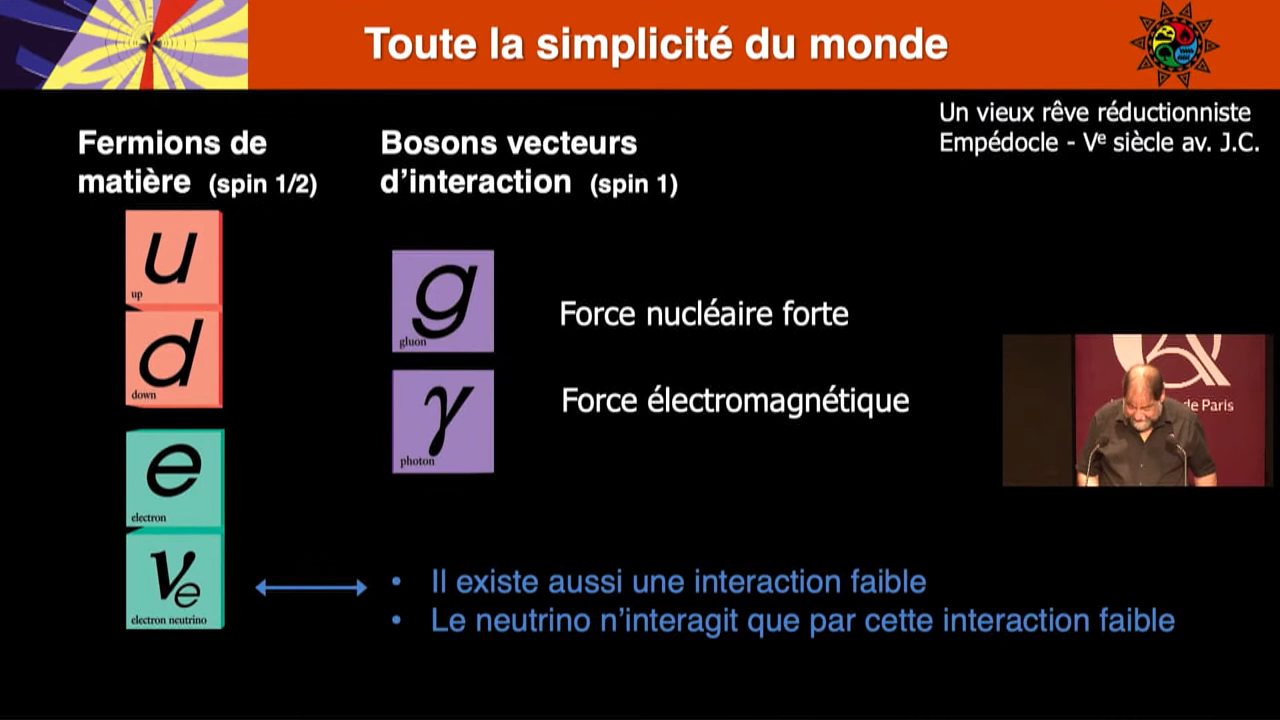 Toute la simplicité du monde
Un vieux rêve réductionniste
Empédocle - Vᵉ siècle av. J.C.
Fermions de
matière (spin 1/2)
Bosons vecteurs
d’interaction (spin 1)
u
up
d
down
e
electron
νe
electron neutrino
g
gluon
Force nucléaire forte
γ
photon
Force électromagnétique
de Paris
• Il existe aussi une interaction faible
• Le neutrino n’interagit que par cette interaction faible